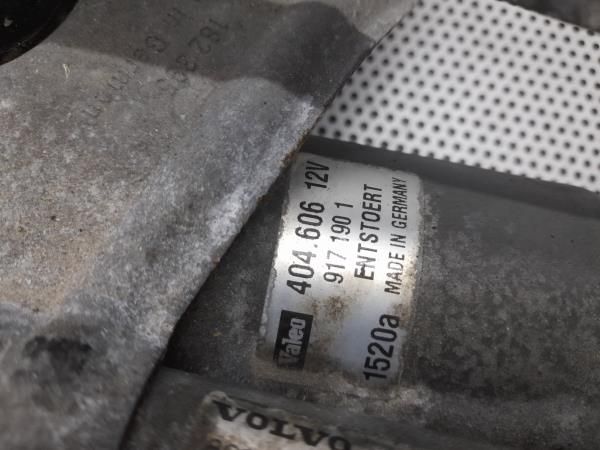 Valeo 404.606 12V
917 190 1
ENTSTOERT
1520a MADE IN GERMANY
VOLVO